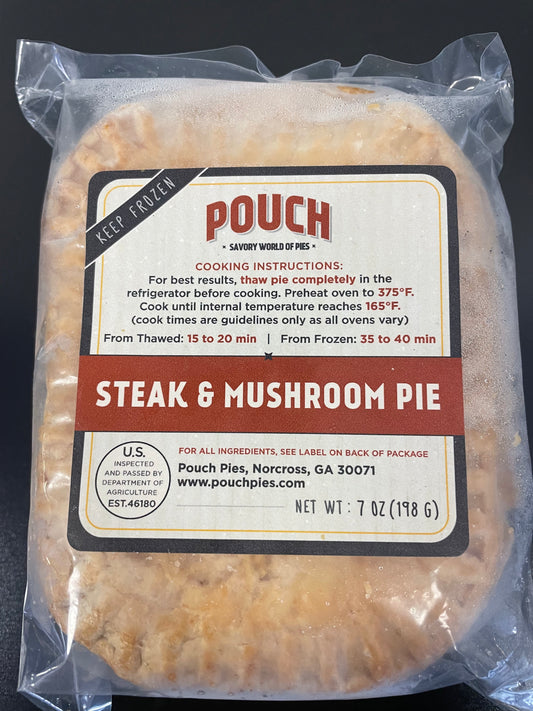 KEEP FROZEN
POUCH
• SAVORY WORLD OF PIES •
COOKING INSTRUCTIONS:
For best results, thaw pie completely in the
refrigerator before cooking. Preheat oven to 375°F.
Cook until internal temperature reaches 165°F.
(cook times are guidelines only as all ovens vary)
From Thawed: 15 to 20 min | From Frozen: 35 to 40 min
STEAK & MUSHROOM PIE
U.S.
INSPECTED
AND PASSED BY
DEPARTMENT OF
AGRICULTURE
EST.46180
FOR ALL INGREDIENTS, SEE LABEL ON BACK OF PACKAGE
Pouch Pies, Norcross, GA 30071
www.pouchpies.com
NET WT: 7 OZ (198 G)